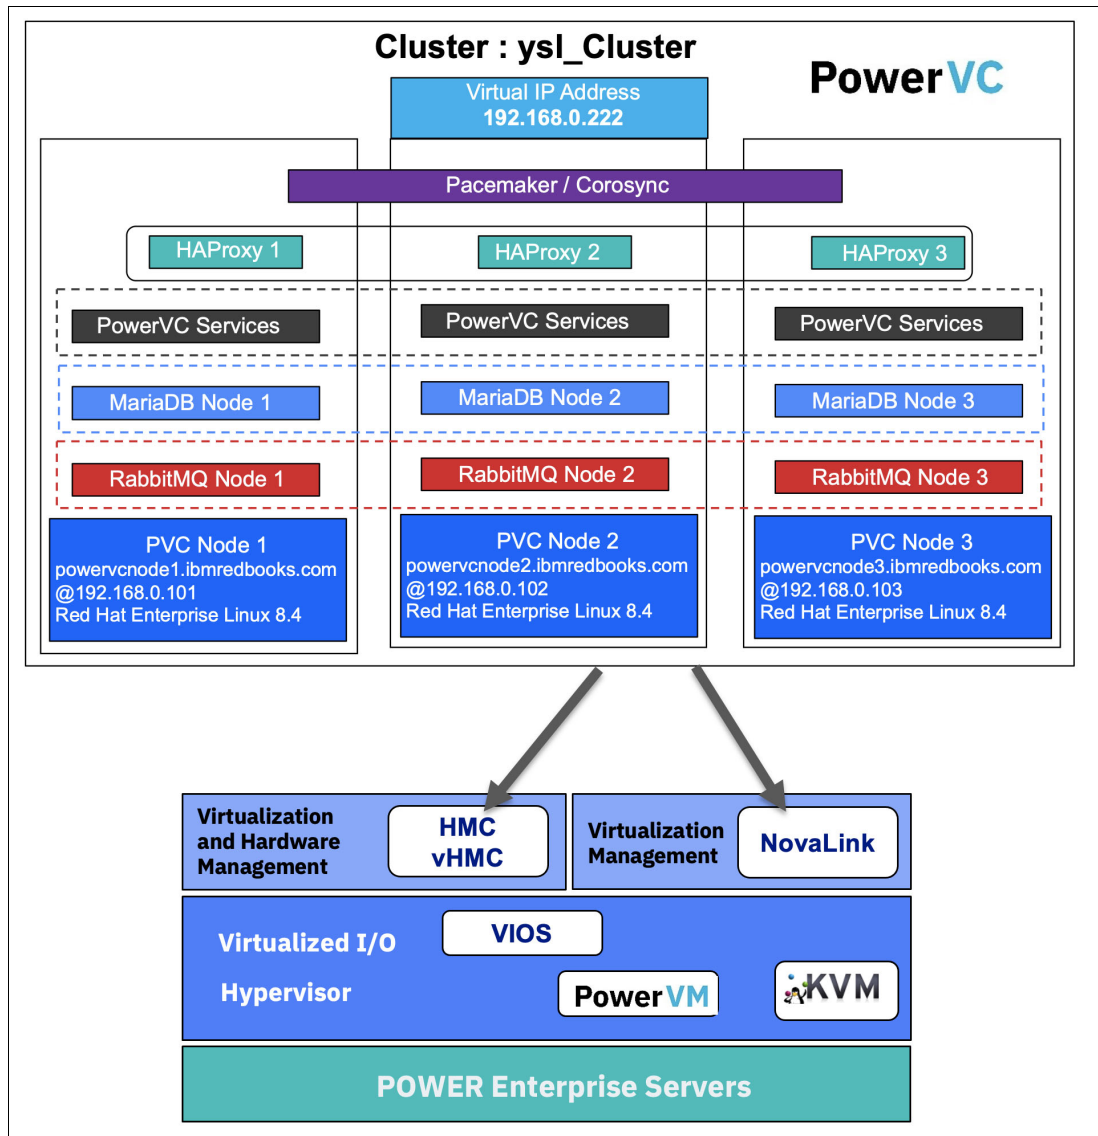 Cluster : ysl_Cluster
PowerVC
Virtual IP Address
192.168.0.222
Pacemaker / Corosync
HAProxy 1
HAProxy 2
HAProxy 3
PowerVC Services
PowerVC Services
PowerVC Services
MariaDB Node 1
MariaDB Node 2
MariaDB Node 3
RabbitMQ Node 1
RabbitMQ Node 2
RabbitMQ Node 3
PVC Node 1
powervcnode1.ibmredbooks.com
@192.168.0.101
Red Hat Enterprise Linux 8.4
PVC Node 2
powervcnode2.ibmredbooks.com
@192.168.0.102
Red Hat Enterprise Linux 8.4
PVC Node 3
powervcnode3.ibmredbooks.com
@192.168.0.103
Red Hat Enterprise Linux 8.4
Virtualization
and Hardware
Management
HMC
vHMC
Virtualization
Management
NovaLink
Virtualized I/O
VIOS
Hypervisor
PowerVM
KVM
POWER Enterprise Servers